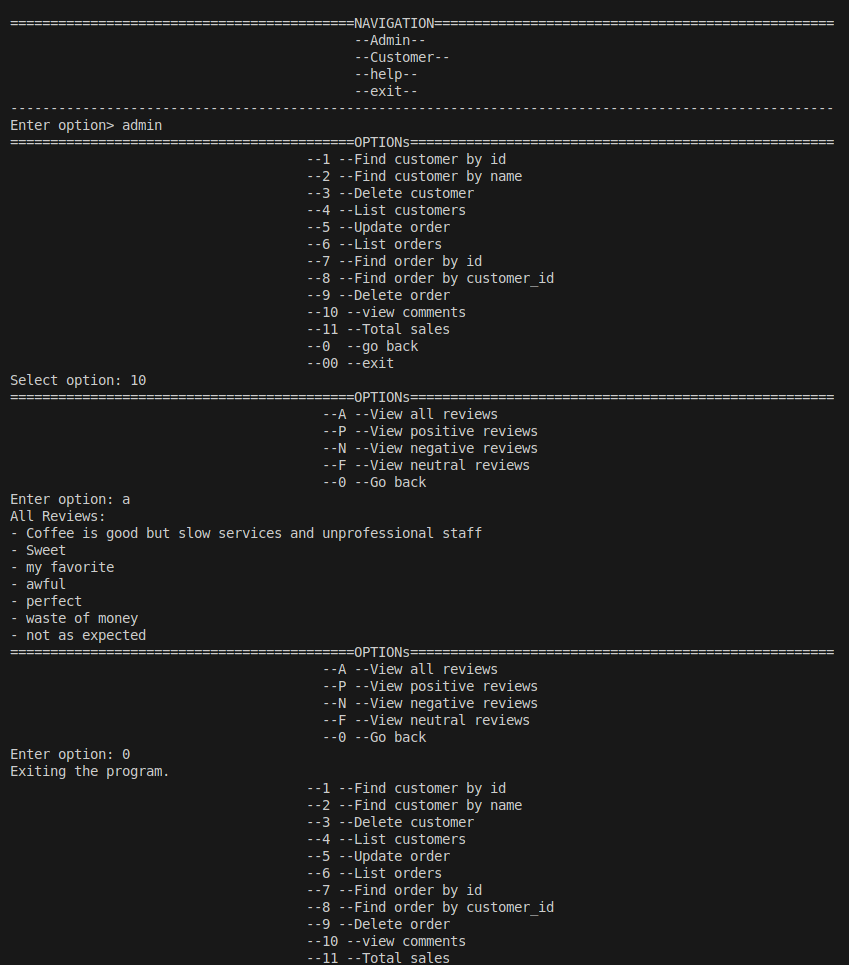 ===========================================NAVIGATION==================================================
--Admin--
--Customer--
--help--
--exit--
-------------------------------------------------------------------------------------------------------
Enter option> admin
===========================================OPTIONs=====================================================
--1 --Find customer by id
--2 --Find customer by name
--3 --Delete customer
--4 --List customers
--5 --Update order
--6 --List orders
--7 --Find order by id
--8 --Find order by customer_id
--9 --Delete order
--10 --view comments
--11 --Total sales
--0  --go back
--00 --exit
Select option: 10
===========================================OPTIONs=====================================================
--A --View all reviews
--P --View positive reviews
--N --View negative reviews
--F --View neutral reviews
--0 --Go back
Enter option: a
All Reviews:
- Coffee is good but slow services and unprofessional staff
- Sweet
- my favorite
- awful
- perfect
- waste of money
- not as expected
===========================================OPTIONs=====================================================
--A --View all reviews
--P --View positive reviews
--N --View negative reviews
--F --View neutral reviews
--0 --Go back
Enter option: 0
Exiting the program.
--1 --Find customer by id
--2 --Find customer by name
--3 --Delete customer
--4 --List customers
--5 --Update order
--6 --List orders
--7 --Find order by id
--8 --Find order by customer_id
--9 --Delete order
--10 --view comments
--11 --Total sales